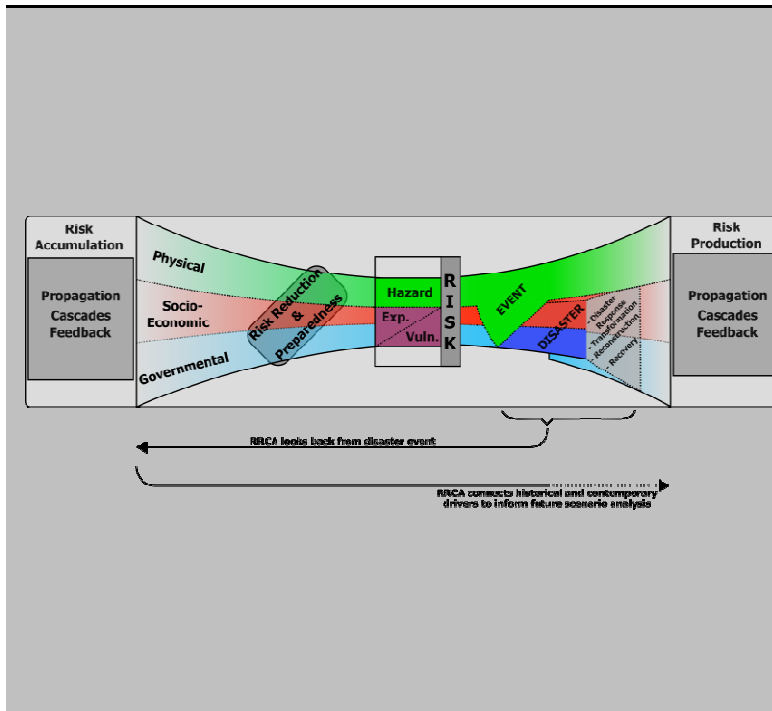 Risk
Accumulation
Propagation
Cascades
Feedback
Physical
Socio-
Economic
Governmental
Risk Reduction
&
Preparedness
Hazard
Exp.
Vuln.
RISK
EVENT
DISASTER
- Disaster
Response
- Transformation
- Reconstruction
- Recovery
Risk
Production
Propagation
Cascades
Feedback
RRCA looks back from disaster event
RRCA connects historical and contemporary
drivers to inform future scenario analysis